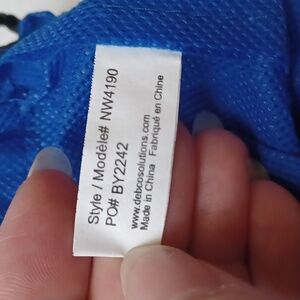 Style / Modèle# NW4190
PO# BY2242
www.debcosolutions.com
Made in China Fabriqué en Chine